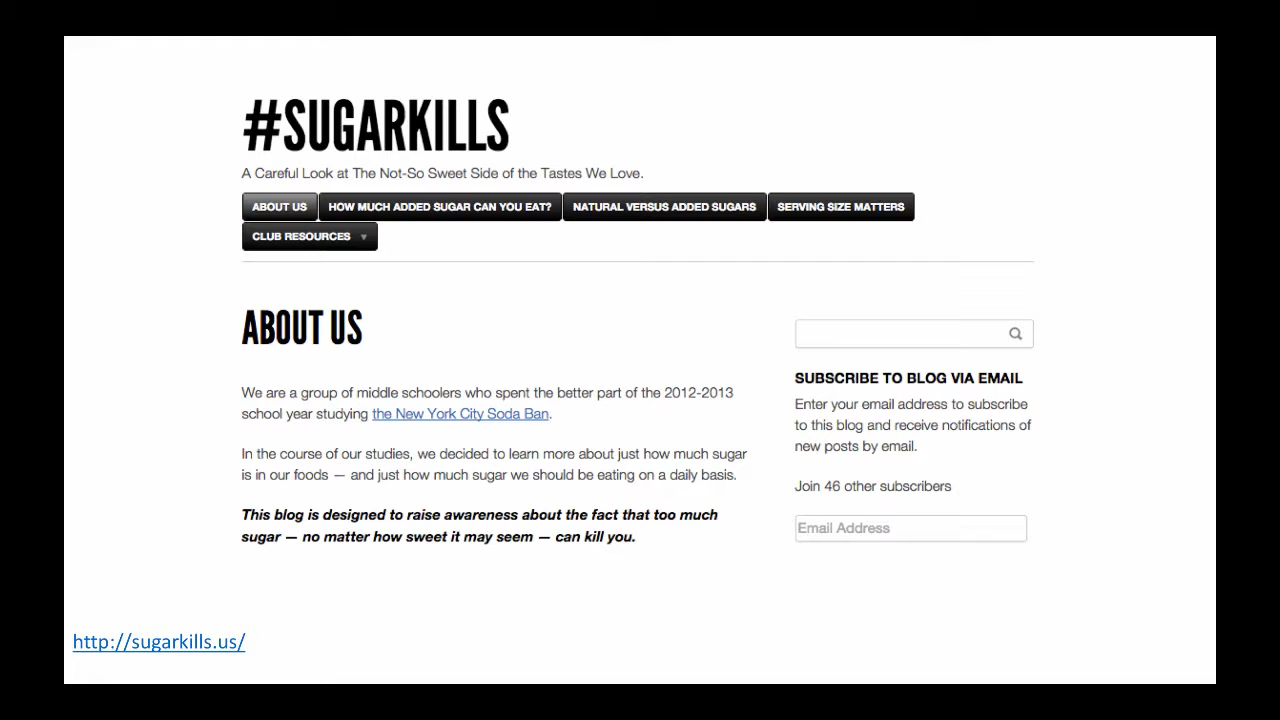 #SUGARKILLS
A Careful Look at The Not-So Sweet Side of the Tastes We Love.
ABOUT US
HOW MUCH ADDED SUGAR CAN YOU EAT?
NATURAL VERSUS ADDED SUGARS
SERVING SIZE MATTERS
CLUB RESOURCES
ABOUT US
We are a group of middle schoolers who spent the better part of the 2012-2013
school year studying the New York City Soda Ban.
In the course of our studies, we decided to learn more about just how much sugar
is in our foods — and just how much sugar we should be eating on a daily basis.
This blog is designed to raise awareness about the fact that too much
sugar — no matter how sweet it may seem — can kill you.
SUBSCRIBE TO BLOG VIA EMAIL
Enter your email address to subscribe
to this blog and receive notifications of
new posts by email.
Join 46 other subscribers
Email Address
http://sugarkills.us/